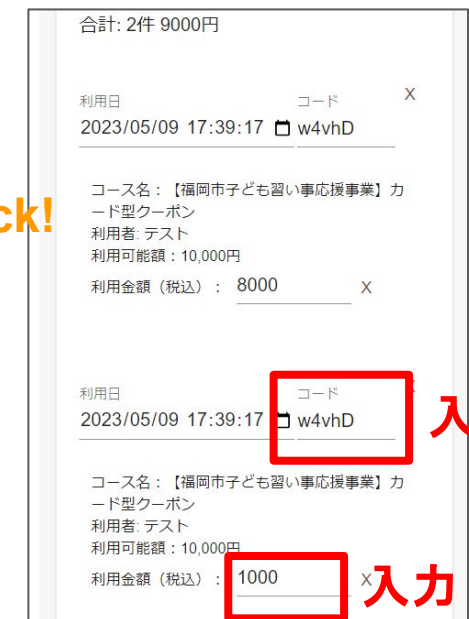 合計: 2件 9000円
利用日 コード X
2023/05/09 17:39:17 w4vhD
ck!
コース名：【福岡市子ども習い事応援事業】カ
ード型クーポン
利用者: テスト
利用可能額：10,000円
利用金額（税込）： 8000 X
利用日 コード
2023/05/09 17:39:17 w4vhD 入
コース名：【福岡市子ども習い事応援事業】カ
ード型クーポン
利用者: テスト
利用可能額：10,000円
利用金額（税込）： 1000 X 入力